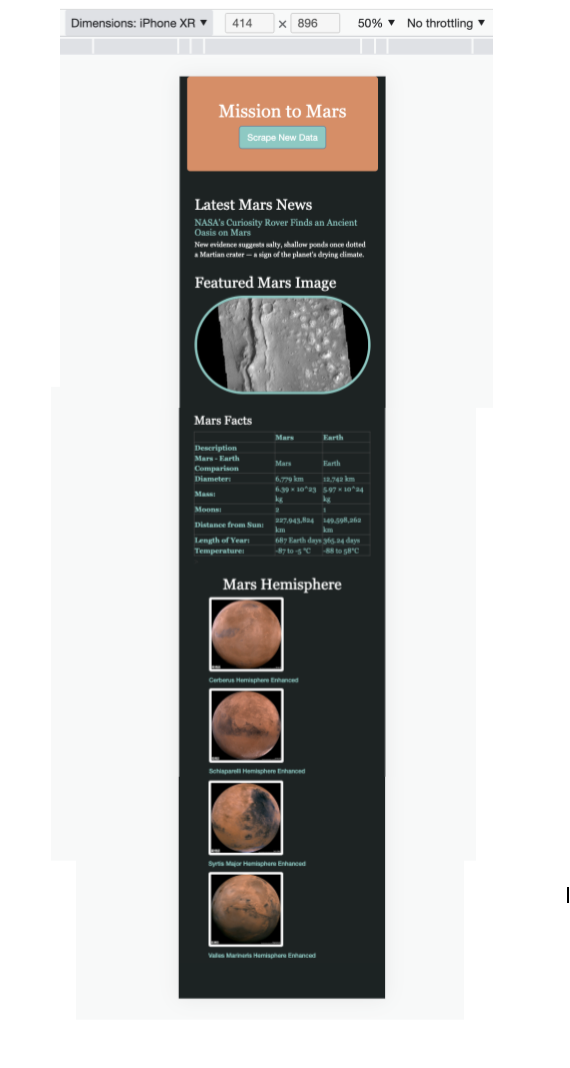 Dimensions: iPhone XR ▼ 414 × 896 50% ▼ No throttling ▼
Mission to Mars
Scrape New Data
Latest Mars News
NASA's Curiosity Rover Finds an Ancient
Oasis on Mars
New evidence suggests salty, shallow ponds once dotted
a Martian crater — a sign of the planet's drying climate.
Featured Mars Image
Mars Facts
Mars Earth
Description
Mars - Earth
Comparison Mars Earth
Diameter: 6,779 km 12,742 km
Mass: 6.39 × 10^23 kg 5.97 × 10^24 kg
Moons: 2 1
Distance from Sun: 227,943,824 km 149,598,262 km
Length of Year: 687 Earth days 365.24 days
Temperature: -87 to -5 °C -88 to 58°C
Mars Hemisphere
Cerberus Hemisphere Enhanced
Schiaparelli Hemisphere Enhanced
Syrtis Major Hemisphere Enhanced
Valles Marineris Hemisphere Enhanced